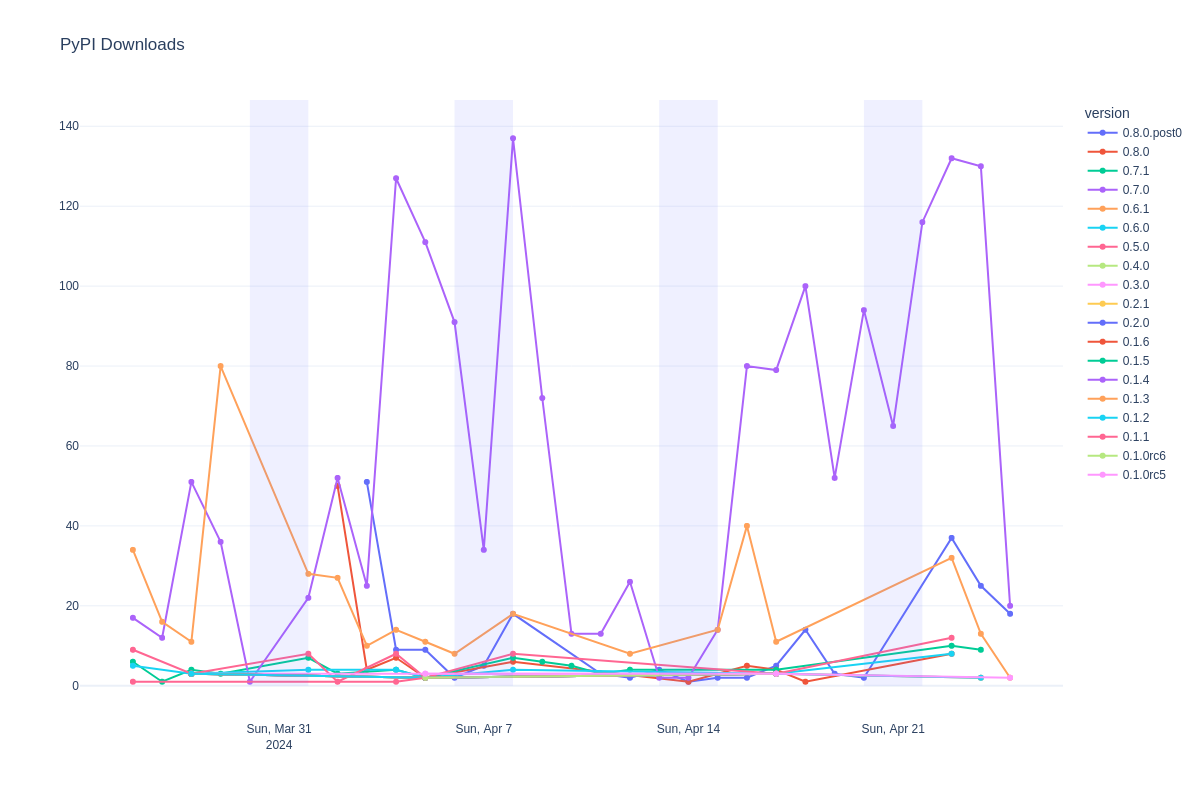 PyPI Downloads
version
0.8.0.post0
0.8.0
0.7.1
0.7.0
0.6.1
0.6.0
0.5.0
0.4.0
0.3.0
0.2.1
0.2.0
0.1.6
0.1.5
0.1.4
0.1.3
0.1.2
0.1.1
0.1.0rc6
0.1.0rc5
140
120
100
80
60
40
20
0
Sun, Mar 31
2024
Sun, Apr 7
Sun, Apr 14
Sun, Apr 21